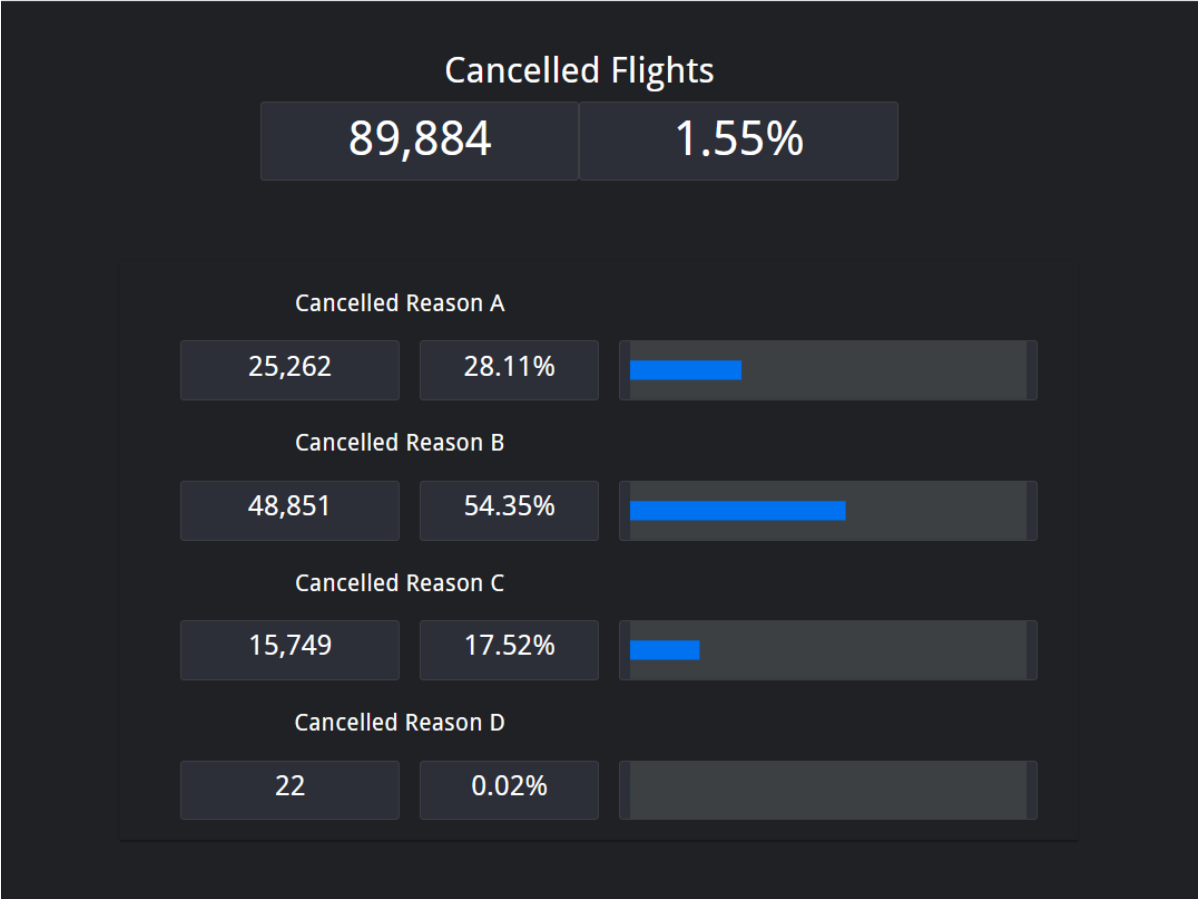 Cancelled Flights
89,884 1.55%
Cancelled Reason A
25,262 28.11%
Cancelled Reason B
48,851 54.35%
Cancelled Reason C
15,749 17.52%
Cancelled Reason D
22 0.02%